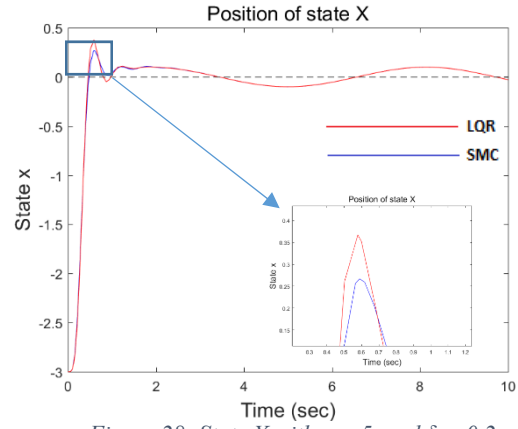 Position of state X
0.5
0
-0.5
-1
-1.5
-2
-2.5
-3
State x
LQR
SMC
Position of state X
0.4
0.35
0.3
0.25
0.2
0.15
State x
0.3 0.4 0.5 0.6 0.7 0.8 0.9 1 1.1 1.2
Time (sec)
0 2 4 6 8 10
Time (sec)